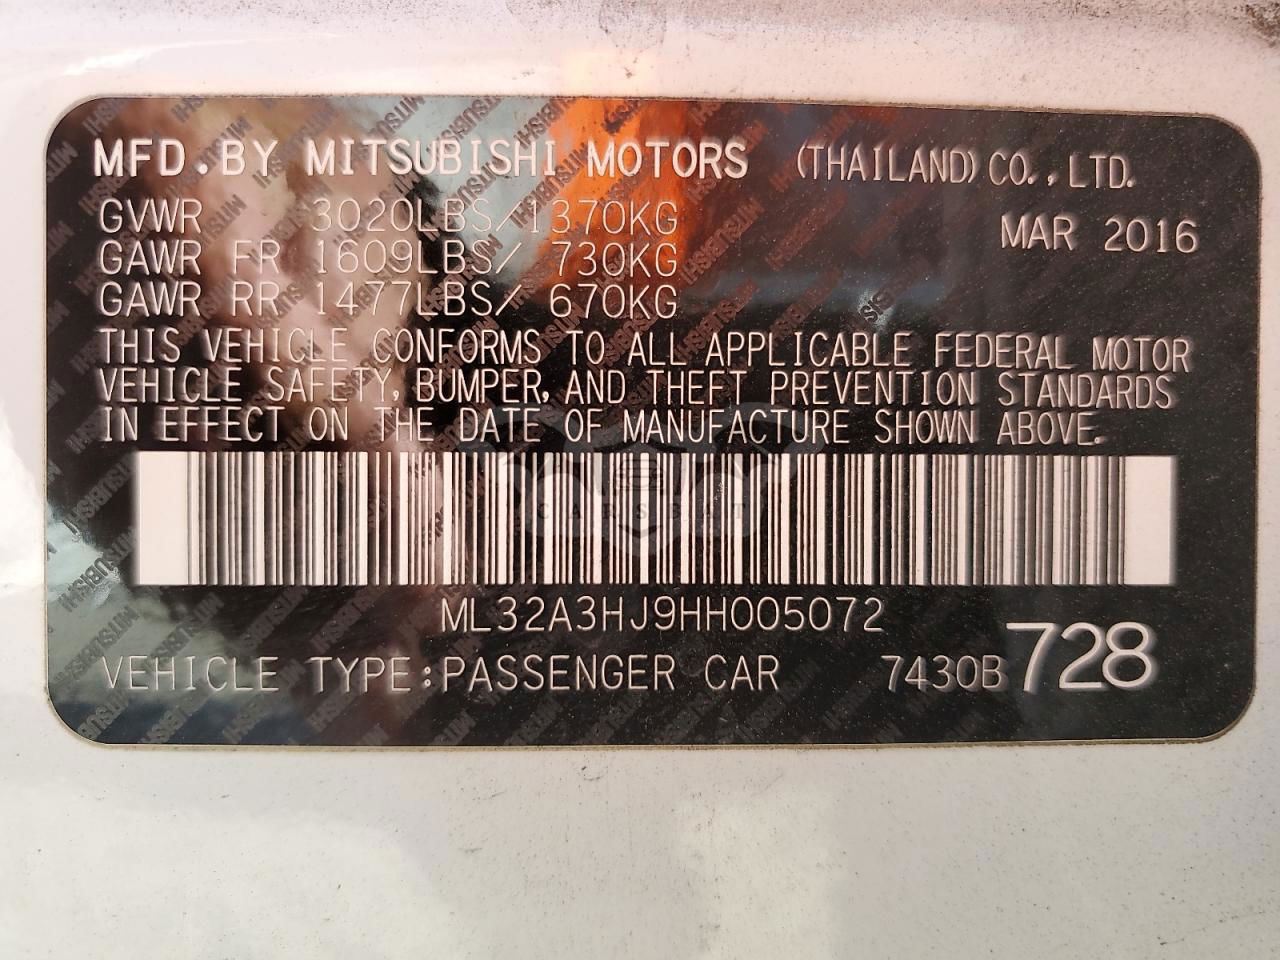 MFD.BY MITSUBISHI MOTORS (THAILAND) CO.,LTD.
GVWR 3020LBS/1370KG MAR 2016
GAWR FR 1609LBS/ 730KG
GAWR RR 1477LBS/ 670KG
THIS VEHICLE CONFORMS TO ALL APPLICABLE FEDERAL MOTOR
VEHICLE SAFETY, BUMPER, AND THEFT PREVENTION STANDARDS
IN EFFECT ON THE DATE OF MANUFACTURE SHOWN ABOVE.
ML32A3HJ9HH005072
VEHICLE TYPE:PASSENGER CAR 7430B 728